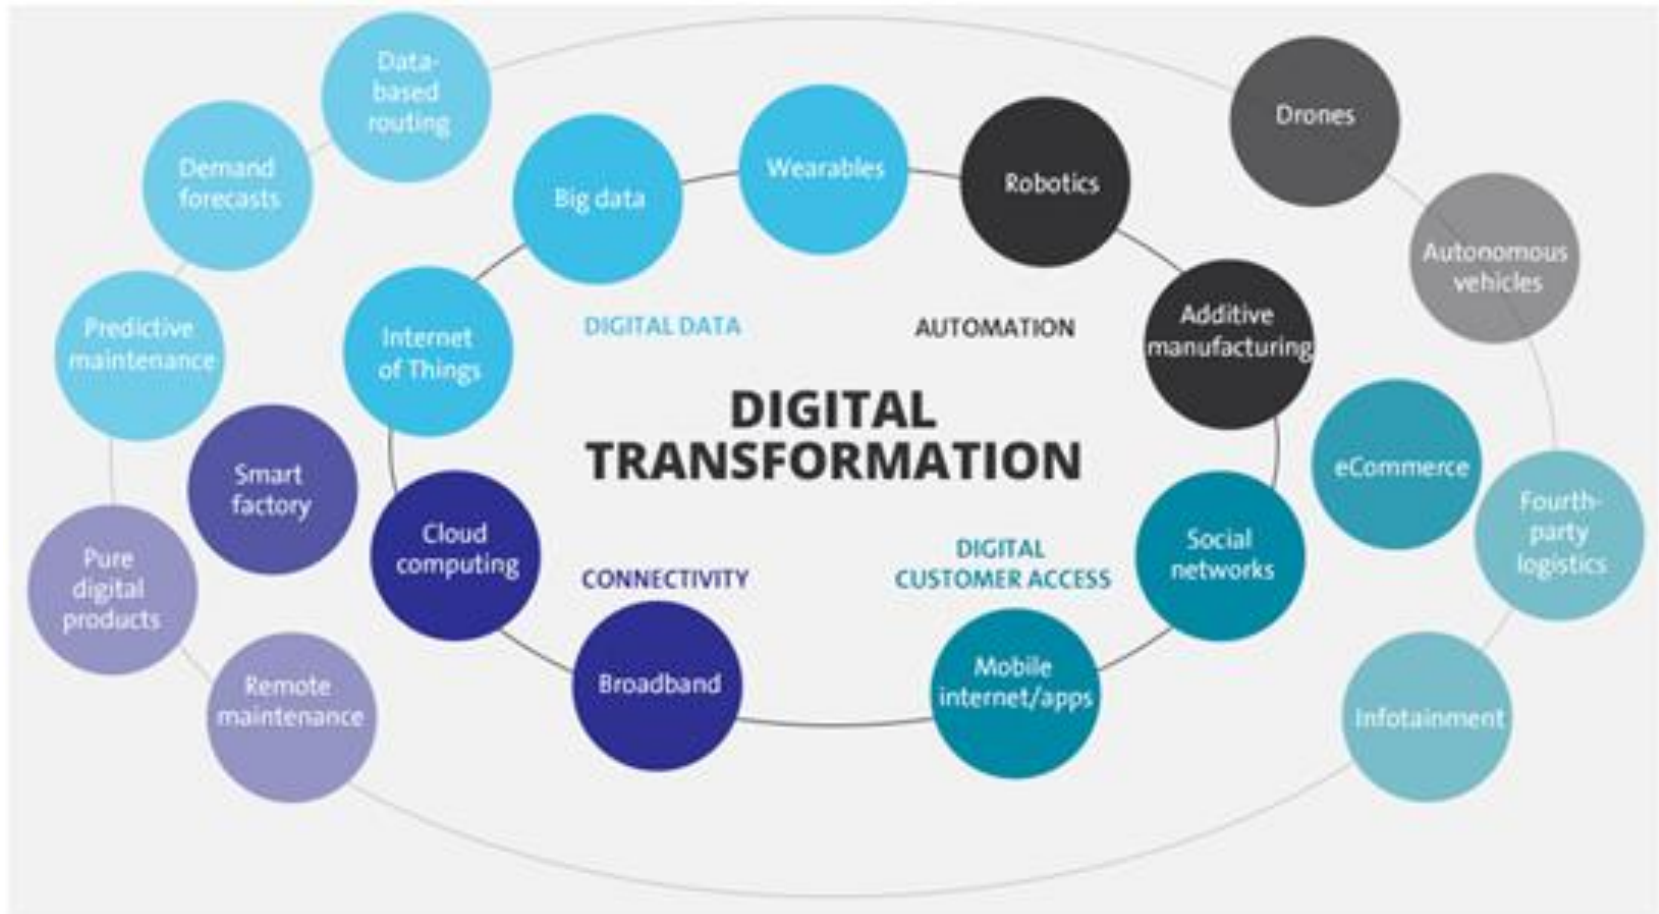 Data-
based
routing
Demand
forecasts
Predictive
maintenance
Pure
digital
products
Remote
maintenance
Smart
factory
Big data
Wearables
Internet
of Things
Cloud
computing
Broadband
DIGITAL DATA
AUTOMATION
DIGITAL
TRANSFORMATION
CONNECTIVITY
DIGITAL
CUSTOMER ACCESS
Robotics
Additive
manufacturing
Social
networks
Mobile
internet/apps
Drones
Autonomous
vehicles
eCommerce
Fourth-
party
logistics
Infotainment